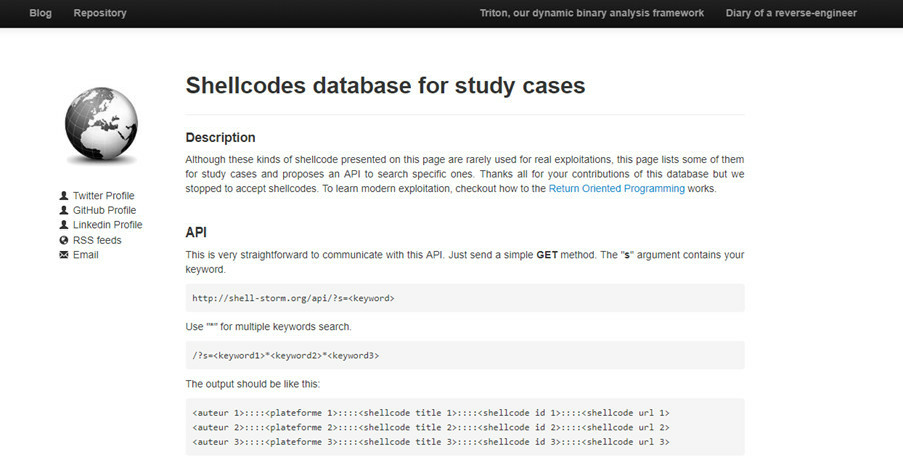 Blog Repository Triton, our dynamic binary analysis framework Diary of a reverse-engineer
Shellcodes database for study cases
Description
Although these kinds of shellcode presented on this page are rarely used for real exploitations, this page lists some of them
for study cases and proposes an API to search specific ones. Thanks all for your contributions of this database but we
stopped to accept shellcodes. To learn modern exploitation, checkout how to the Return Oriented Programming works.
Twitter Profile
GitHub Profile
Linkedin Profile
RSS feeds
Email
API
This is very straightforward to communicate with this API. Just send a simple GET method. The "s" argument contains your
keyword.
http://shell-storm.org/api/?s=<keyword>
Use "*" for multiple keywords search.
/?s=<keyword1>*<keyword2>*<keyword3>
The output should be like this:
<auteur 1>::::<plateforme 1>::::<shellcode title 1>::::<shellcode id 1>::::<shellcode url 1>
<auteur 2>::::<plateforme 2>::::<shellcode title 2>::::<shellcode id 2>::::<shellcode url 2>
<auteur 3>::::<plateforme 3>::::<shellcode title 3>::::<shellcode id 3>::::<shellcode url 3>